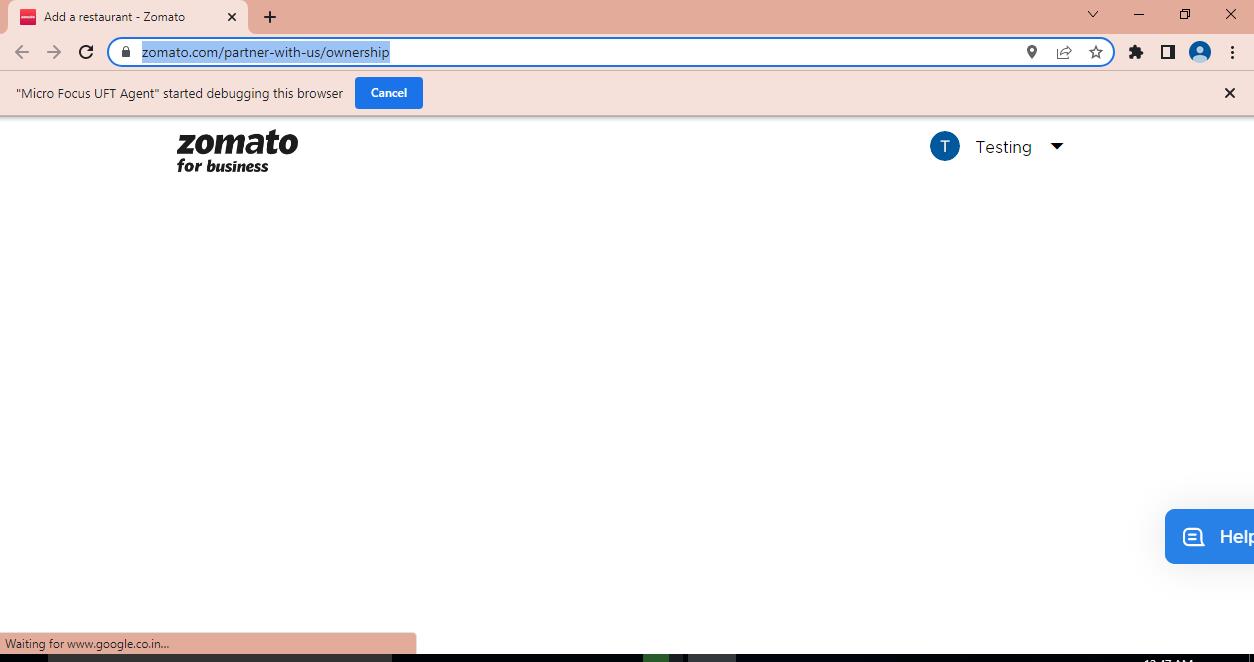 Add a restaurant - Zomato
zomato.com/partner-with-us/ownership
"Micro Focus UFT Agent" started debugging this browser
Cancel
zomato
for business
T
Testing
Help
Waiting for www.google.co.in...